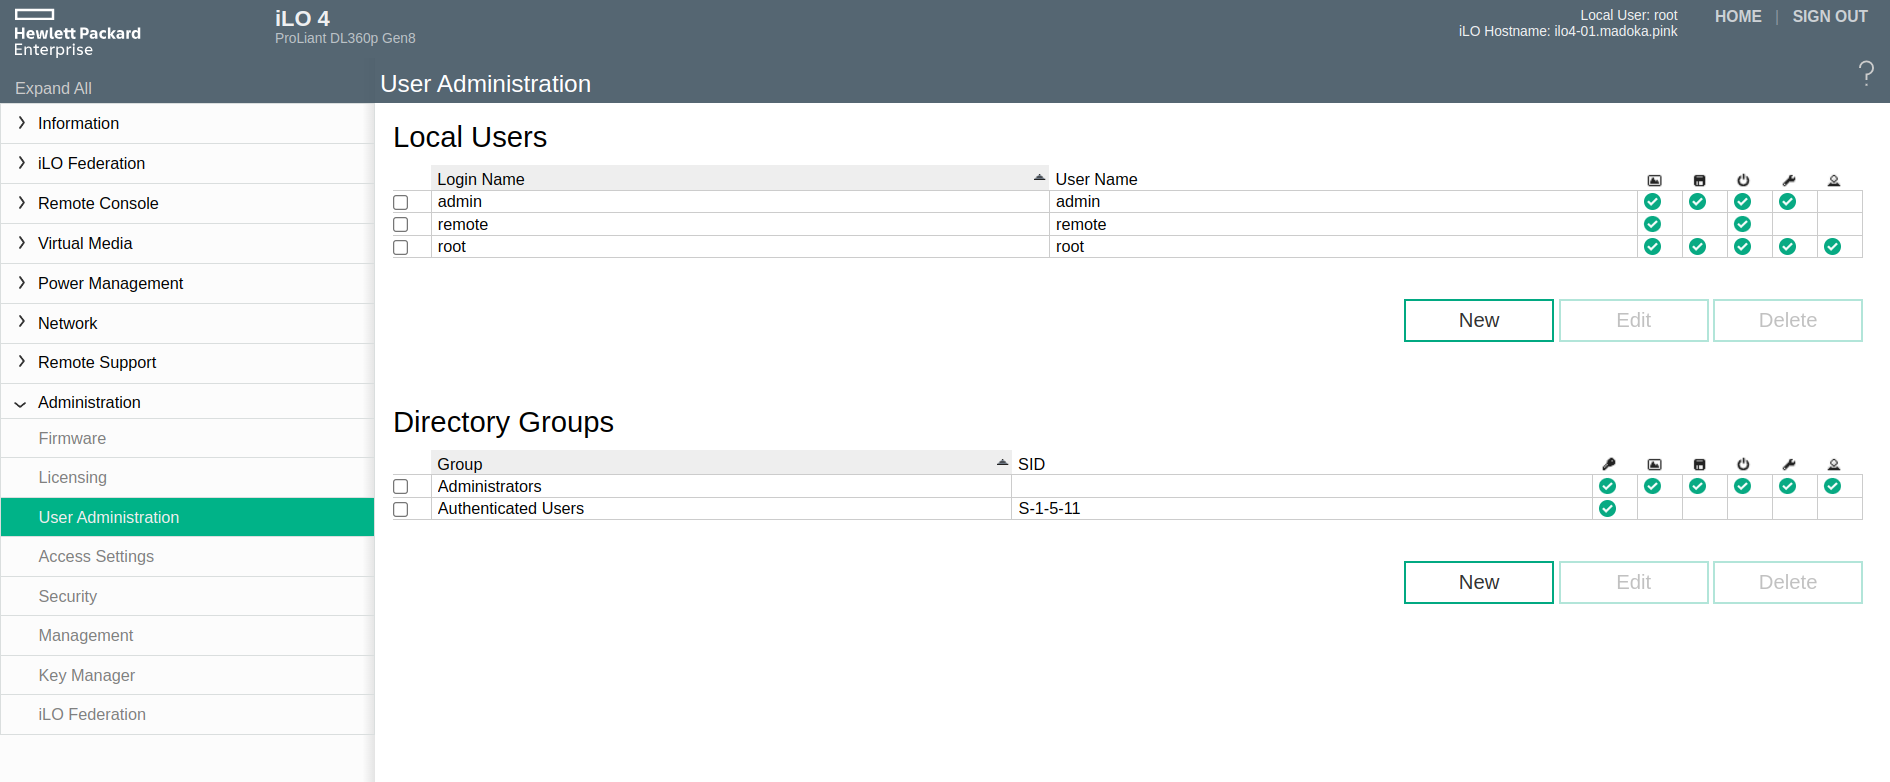 Hewlett Packard
Enterprise
iLO 4
ProLiant DL360p Gen8
Local User: root
iLO Hostname: ilo4-01.madoka.pink
HOME | SIGN OUT
Expand All
User Administration
?
Information
iLO Federation
Remote Console
Virtual Media
Power Management
Network
Remote Support
Administration
Firmware
Licensing
User Administration
Access Settings
Security
Management
Key Manager
iLO Federation
Local Users
Login Name User Name
admin admin
remote remote
root root
New Edit Delete
Directory Groups
Group SID
Administrators
Authenticated Users S-1-5-11
New Edit Delete